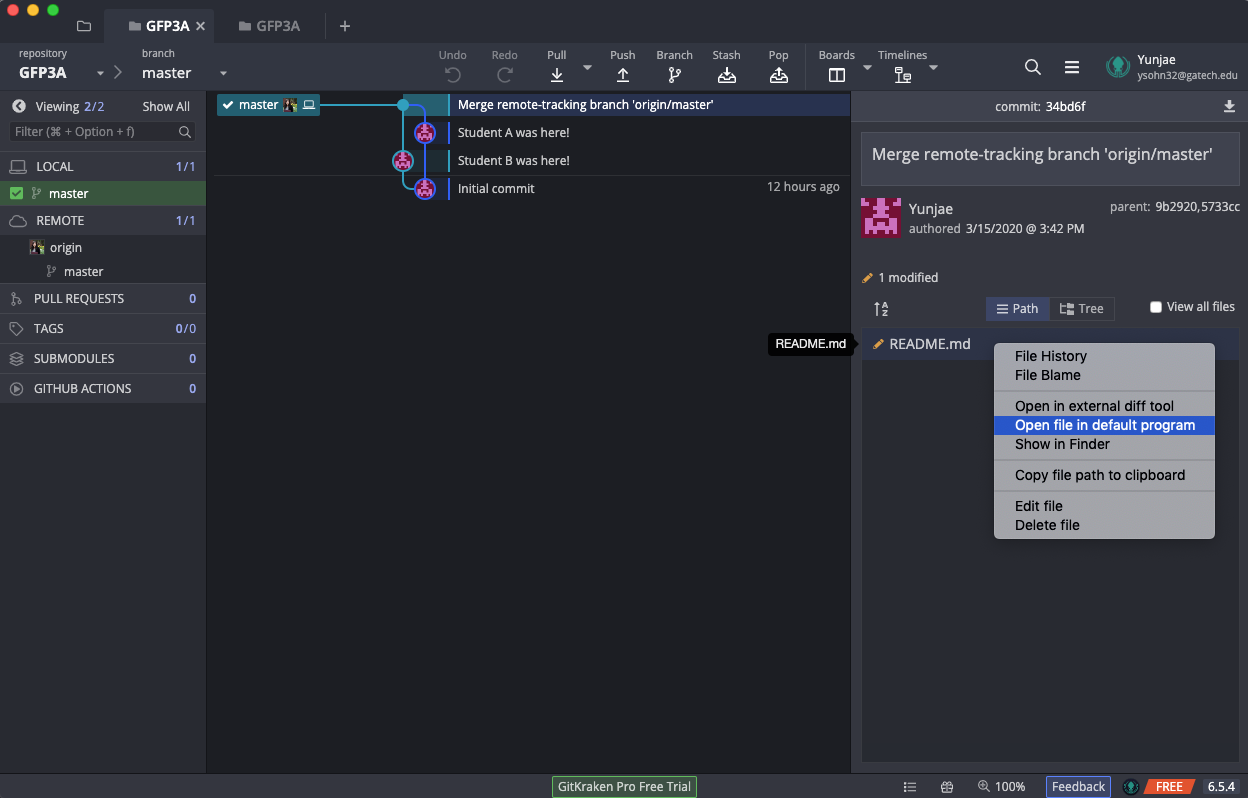 GFP3A
GFP3A
repository
GFP3A
branch
master
Undo
Redo
Pull
Push
Branch
Stash
Pop
Boards
Timelines
Yunjae
ysohn32@gatech.edu
Viewing 2/2
Show All
Filter (⌘ + Option + f)
LOCAL 1/1
master
REMOTE 1/1
origin
master
PULL REQUESTS 0
TAGS 0/0
SUBMODULES 0
GITHUB ACTIONS 0
master
Merge remote-tracking branch 'origin/master'
Student A was here!
Student B was here!
Initial commit
12 hours ago
commit: 34bd6f
Merge remote-tracking branch 'origin/master'
Yunjae
authored 3/15/2020 @ 3:42 PM
parent: 9b2920,5733cc
1 modified
Path
Tree
View all files
README.md
README.md
File History
File Blame
Open in external diff tool
Open file in default program
Show in Finder
Copy file path to clipboard
Edit file
Delete file
GitKraken Pro Free Trial
100%
Feedback
FREE
6.5.4